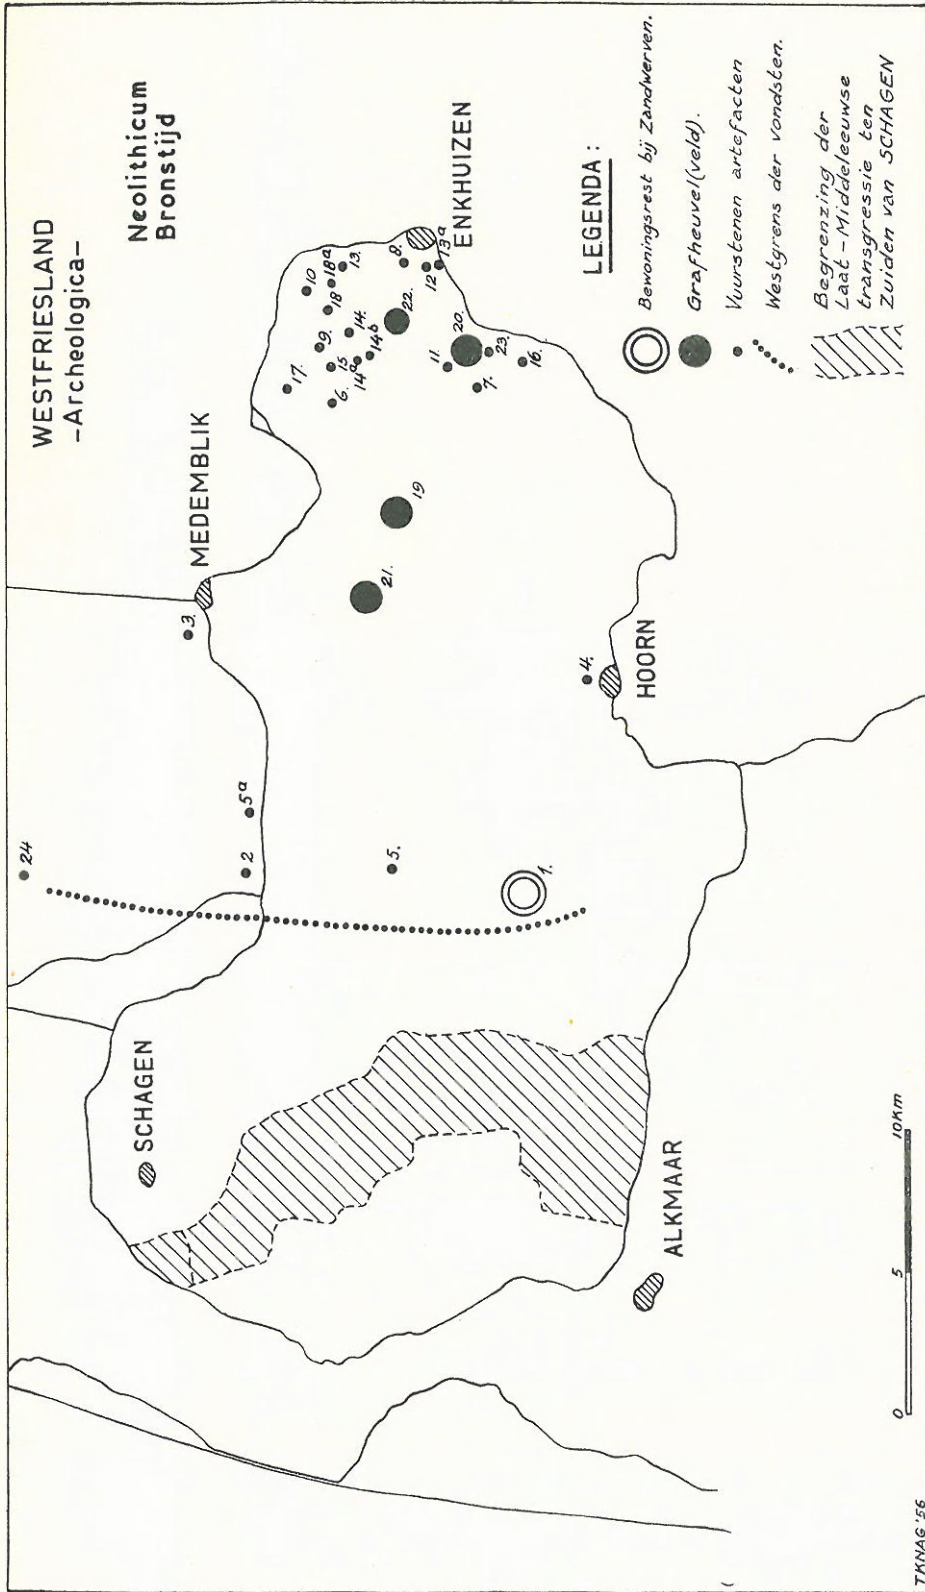 WESTFRIESLAND
-Archeologica-
Neolithicum
Bronstijd
MEDEMBLIK
ENKHUIZEN
SCHAGEN
HOORN
ALKMAAR
24
2
5a
3.
5.
1.
4.
21.
19
17.
10
18a
18
13.
9.
15
14.
14a
14b
6.
8.
12
13a
22.
20.
11.
7.
23
16.
LEGENDA:
Bewoningsrest bij Zandwerven.
Grafheuvel(veld).
Vuurstenen artefacten
Westgrens der vondsten.
Begrenzing der
Laat-Middeleeuwse
transgressie ten
Zuiden van SCHAGEN
0
5
10Km
TKNAG '56